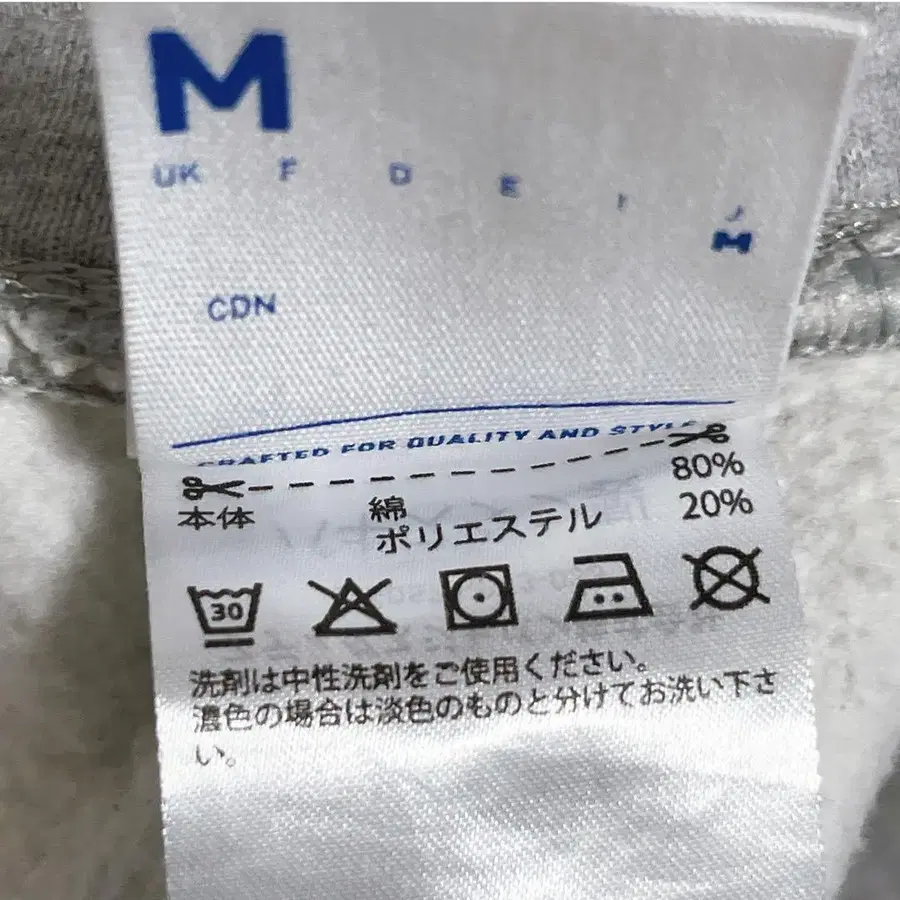 M
UK F D E I J
M
CDN
CRAFTED FOR QUALITY AND STYLE
本体 綿 80%
ポリエステル 20%
30
洗剤は中性洗剤をご使用ください。
濃色の場合は淡色のものと分けてお洗い下さ
い。